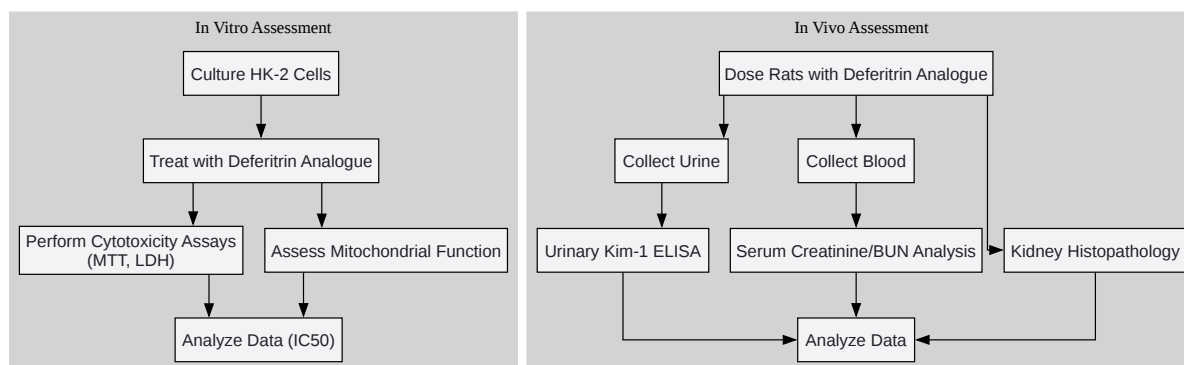 In Vitro Assessment
Culture HK-2 Cells
Treat with Deferitrin Analogue
Perform Cytotoxicity Assays
(MTT, LDH)
Assess Mitochondrial Function
Analyze Data (IC50)
In Vivo Assessment
Dose Rats with Deferitrin Analogue
Collect Urine
Collect Blood
Urinary Kim-1 ELISA
Serum Creatinine/BUN Analysis
Kidney Histopathology
Analyze Data